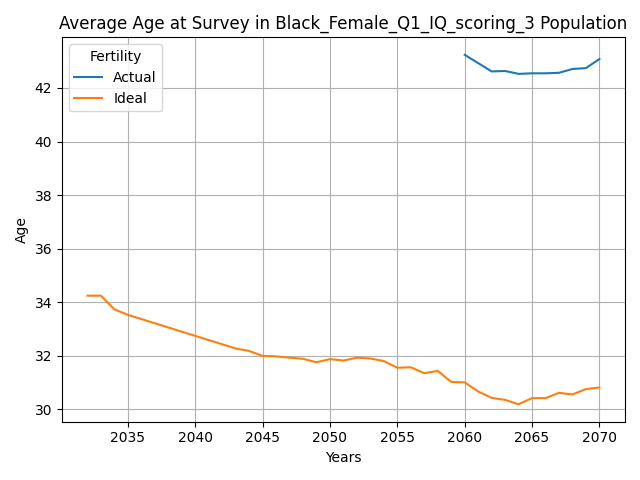 Average Age at Survey in Black_Female_Q1_IQ_scoring_3 Population
Fertility
Actual
Ideal
42
40
38
36
34
32
30
Age
2035 2040 2045 2050 2055 2060 2065 2070
Years